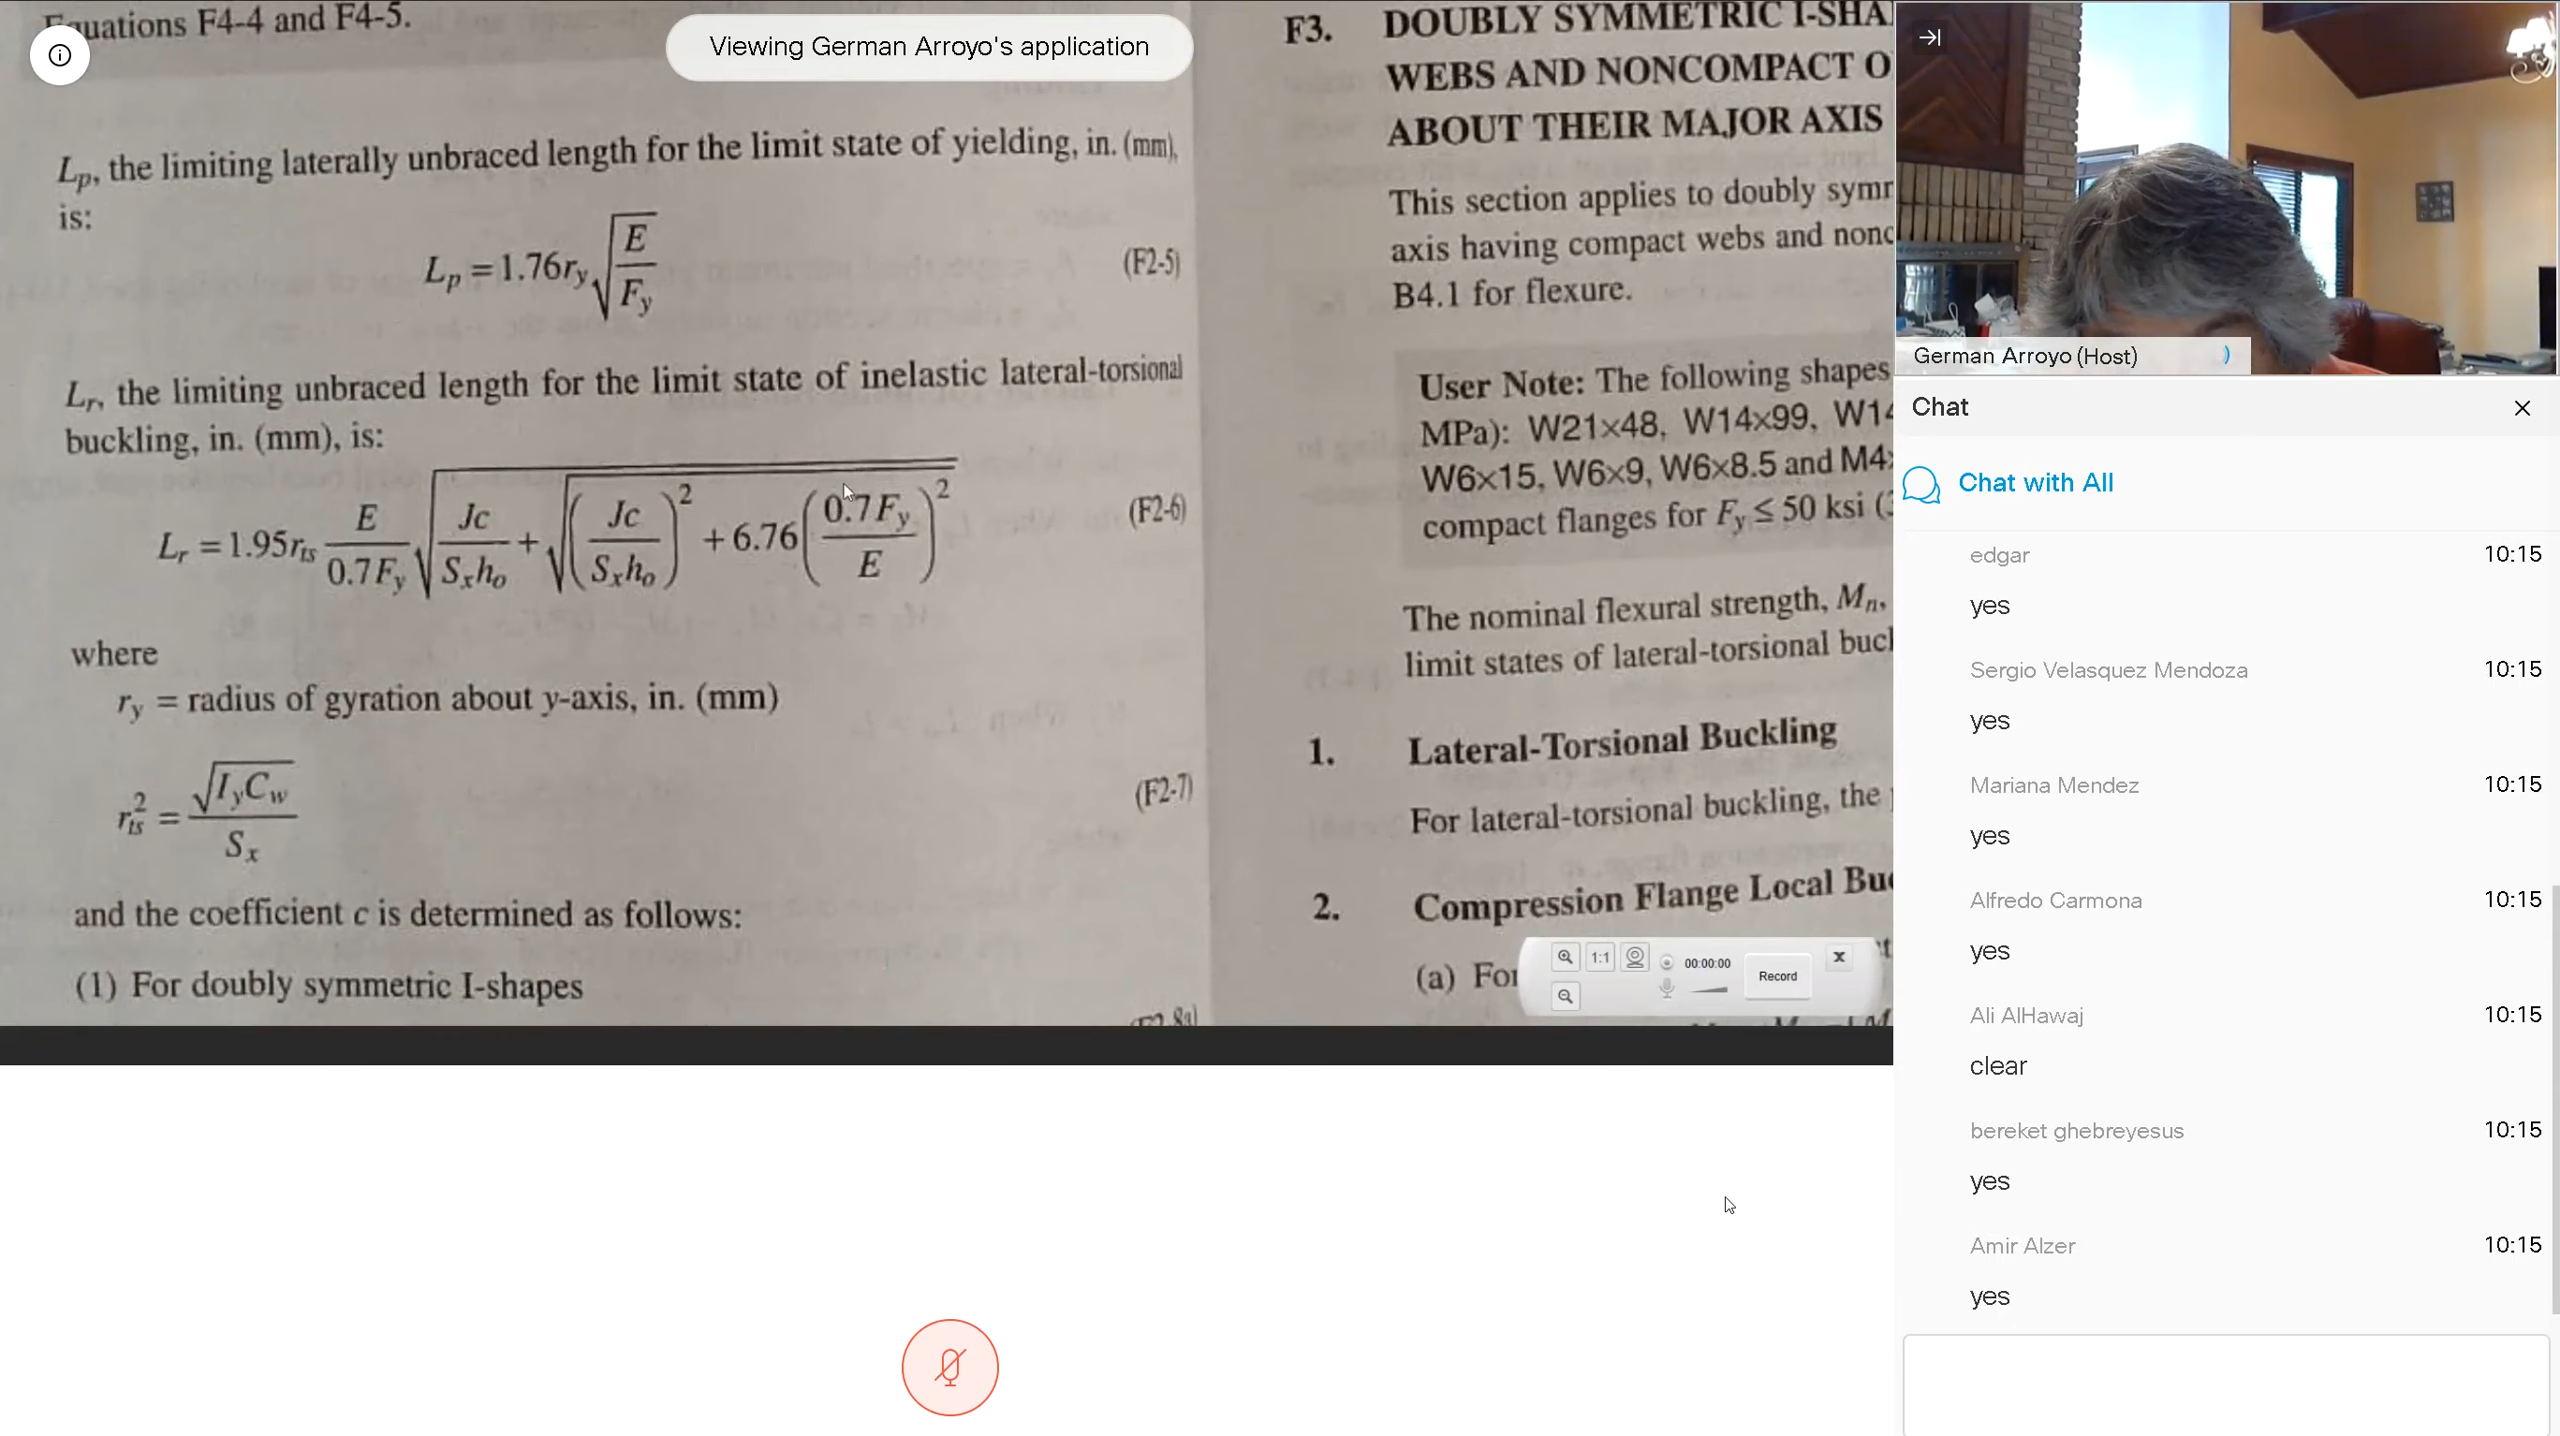 Equations F4-4 and F4-5.
Viewing German Arroyo's application
Lp, the limiting laterally unbraced length for the limit state of yielding, in. (mm),
is:
Lp = 1.76ry √(E/Fy) (F2-5)
Lr, the limiting unbraced length for the limit state of inelastic lateral-torsional
buckling, in. (mm), is:
Lr = 1.95rts E/0.7Fy √(Jc/Sxho + √((Jc/Sxho)² + 6.76(0.7Fy/E)²)) (F2-6)
where
ry = radius of gyration about y-axis, in. (mm)
rts² = √(IyCw)/Sx (F2-7)
and the coefficient c is determined as follows:
(1) For doubly symmetric I-shapes
F3. DOUBLY SYMMETRIC I-SHA
WEBS AND NONCOMPACT O
ABOUT THEIR MAJOR AXIS
This section applies to doubly symr
axis having compact webs and nonc
B4.1 for flexure.
User Note: The following shapes
MPa): W21×48, W14×99, W14
W6×15, W6×9, W6×8.5 and M4×
compact flanges for Fy ≤ 50 ksi (3
The nominal flexural strength, Mn,
limit states of lateral-torsional buck
1. Lateral-Torsional Buckling
For lateral-torsional buckling, the
2. Compression Flange Local Buc
(a) For
1:1
00:00:00
Record
x
German Arroyo (Host)
Chat
Chat with All
edgar 10:15
yes
Sergio Velasquez Mendoza 10:15
yes
Mariana Mendez 10:15
yes
Alfredo Carmona 10:15
yes
Ali AlHawaj 10:15
clear
bereket ghebreyesus 10:15
yes
Amir Alzer 10:15
yes